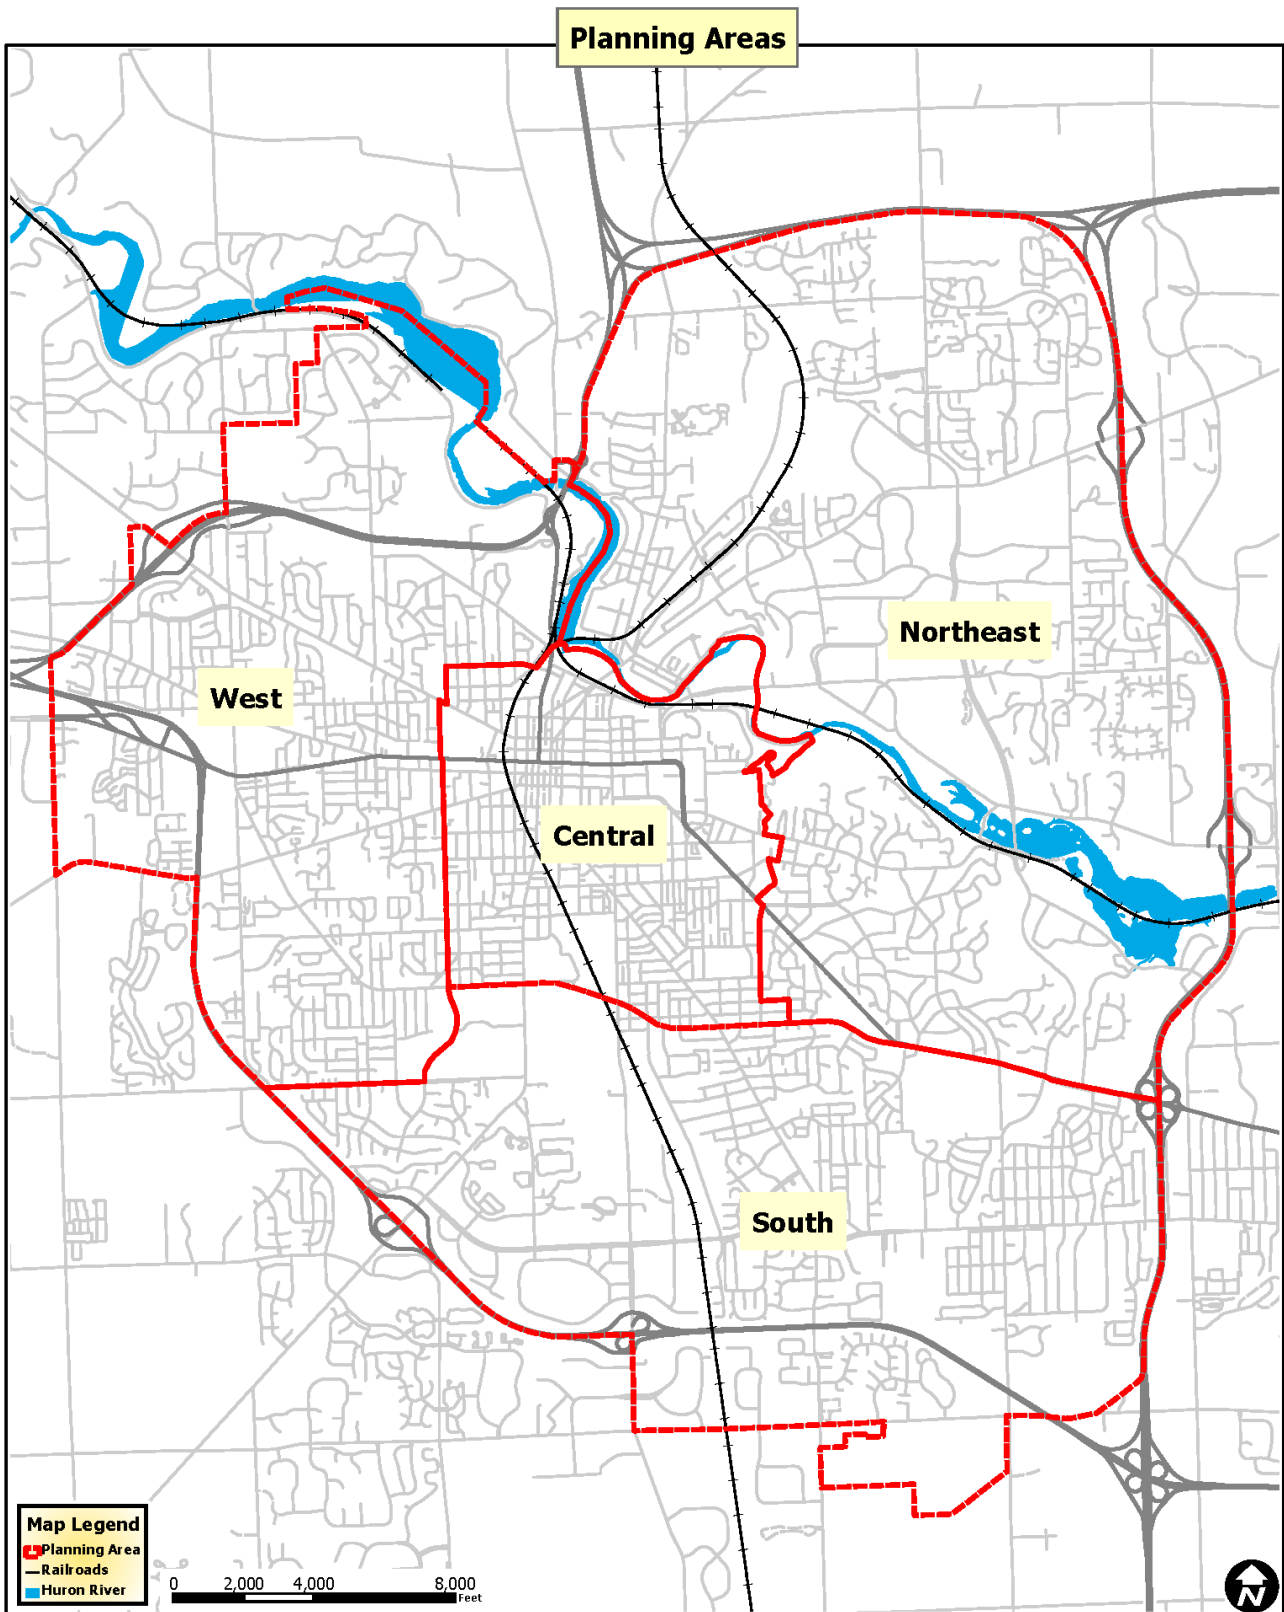 Planning Areas
Northeast
West
Central
South
Map Legend
Planning Area
Railroads
Huron River
0 2,000 4,000 8,000
Feet
N